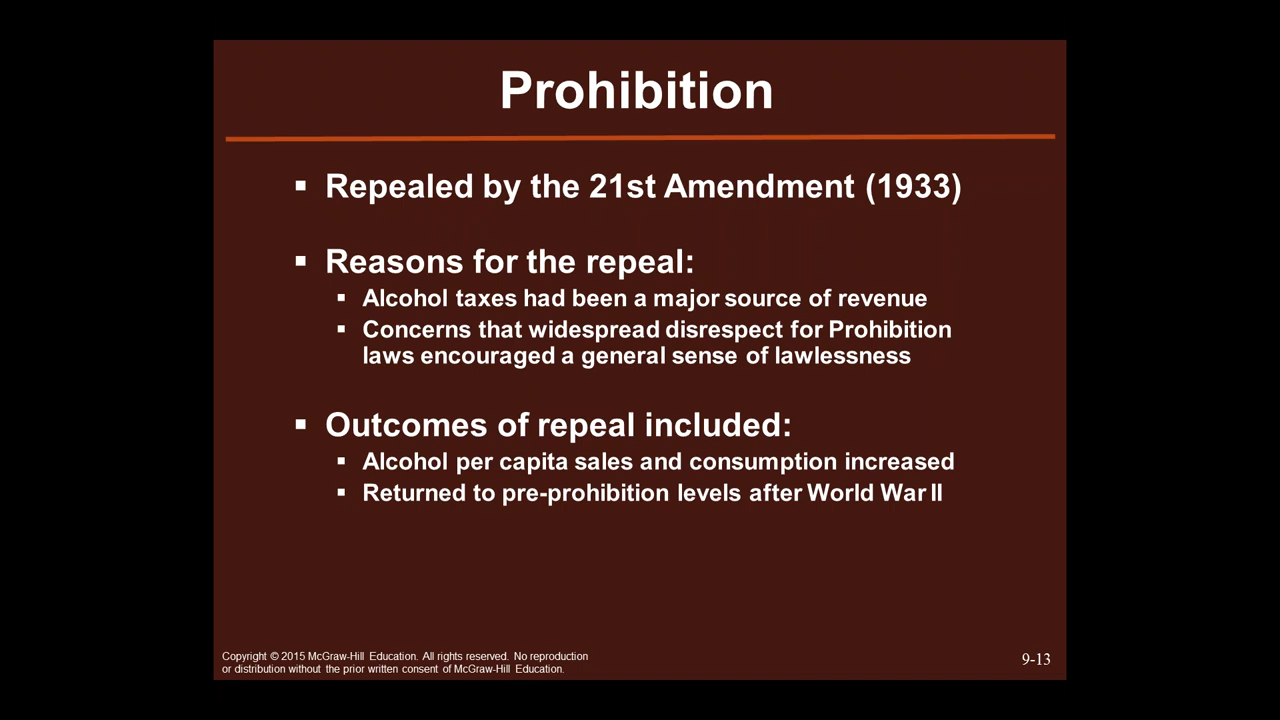 Prohibition
▪ Repealed by the 21st Amendment (1933)
▪ Reasons for the repeal:
▪ Alcohol taxes had been a major source of revenue
▪ Concerns that widespread disrespect for Prohibition
laws encouraged a general sense of lawlessness
▪ Outcomes of repeal included:
▪ Alcohol per capita sales and consumption increased
▪ Returned to pre-prohibition levels after World War II
Copyright © 2015 McGraw-Hill Education. All rights reserved. No reproduction
or distribution without the prior written consent of McGraw-Hill Education.
9-13